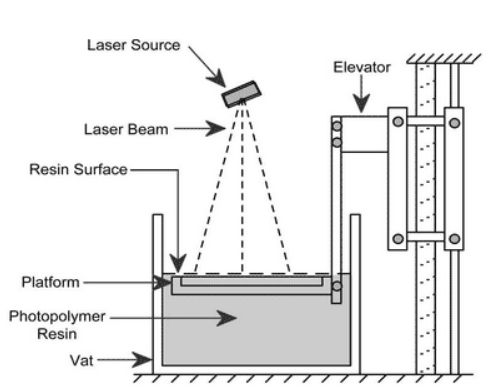 Laser Source
Elevator
Laser Beam
Resin Surface
Platform
Photopolymer
Resin
Vat